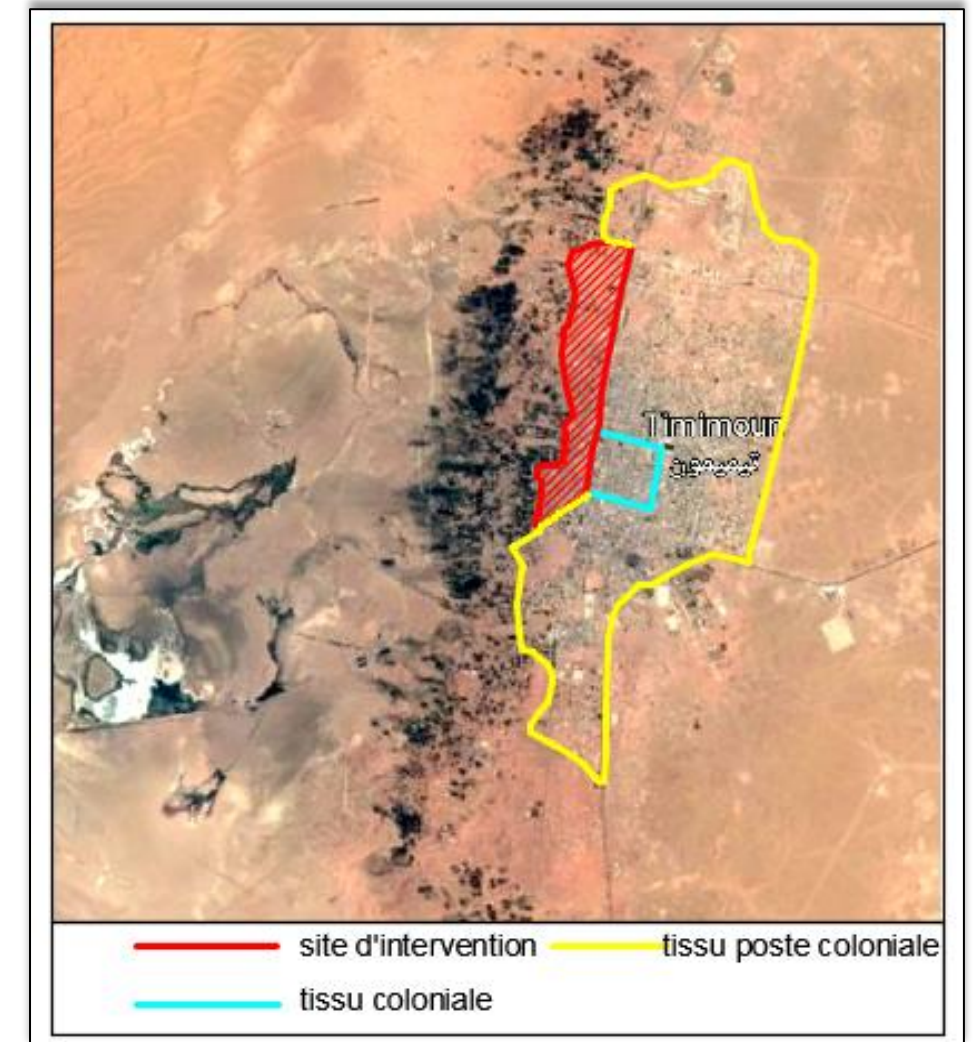 Timimoun
تيميمون
site d'intervention
tissu poste coloniale
tissu coloniale